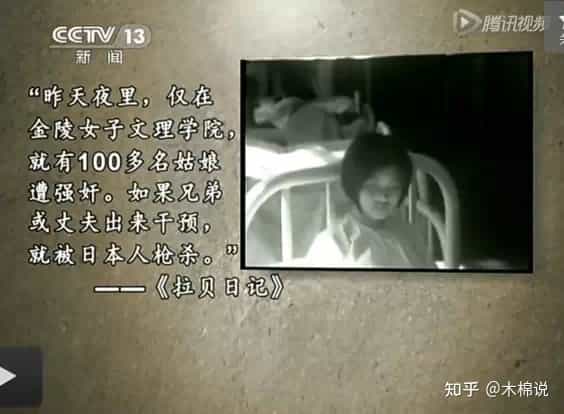 CCTV 13
新闻
腾讯视频
“昨天夜里，仅在
金陵女子文理学院，
就有100多名姑娘
遭强奸。如果兄弟
或丈夫出来干预，
就被日本人枪杀。”
——《拉贝日记》
知乎 @木棉说